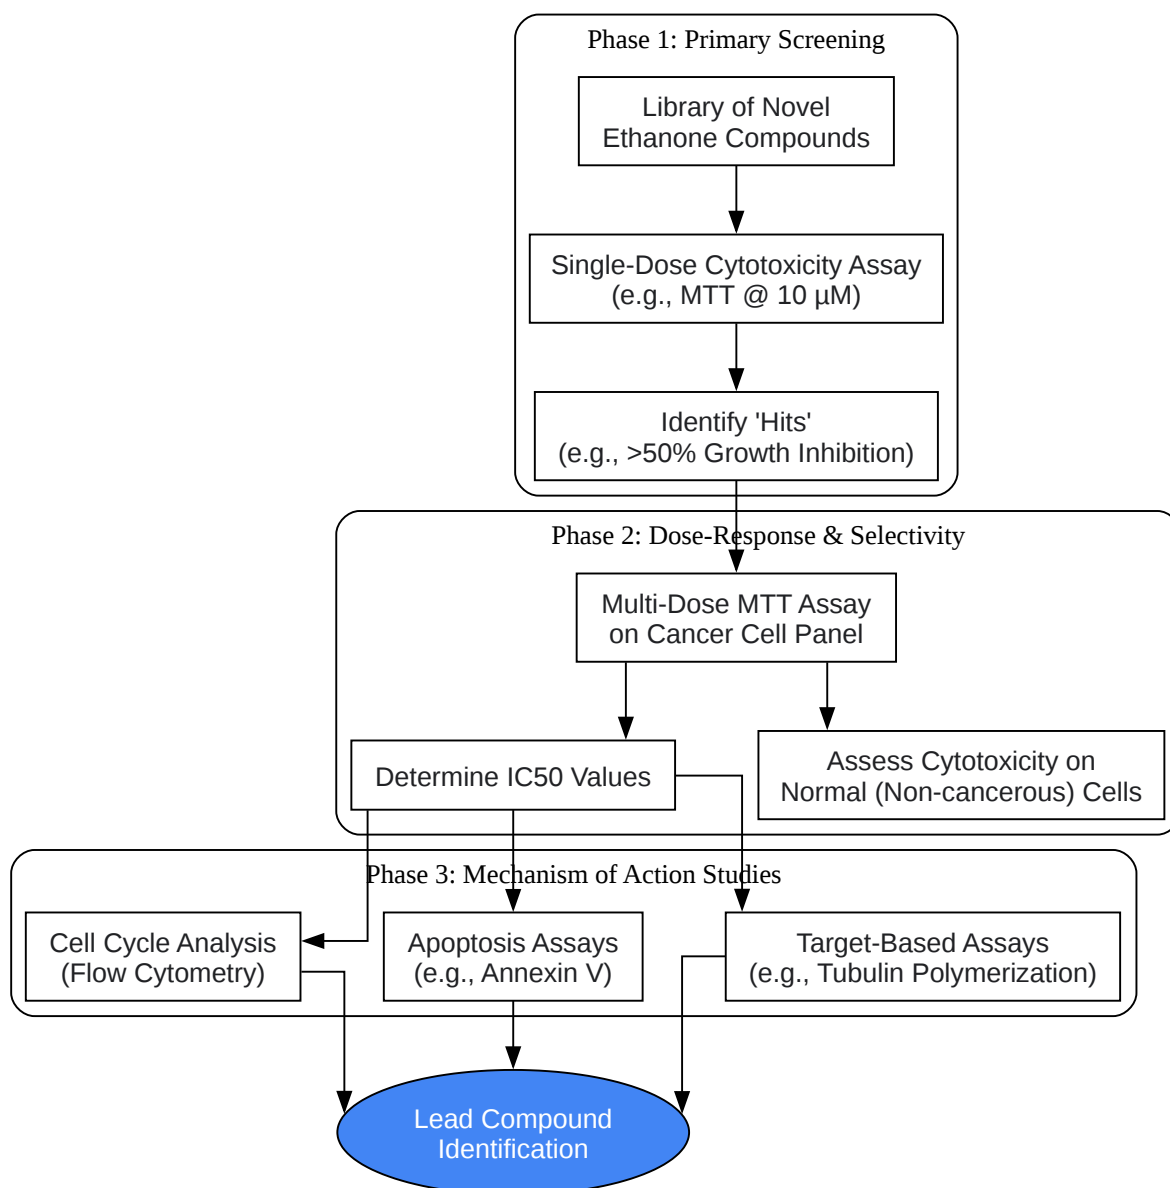 Phase 1: Primary Screening
Library of Novel
Ethanone Compounds
Single-Dose Cytotoxicity Assay
(e.g., MTT @ 10 µM)
Identify 'Hits'
(e.g., >50% Growth Inhibition)
Phase 2: Dose-Response & Selectivity
Multi-Dose MTT Assay
on Cancer Cell Panel
Determine IC50 Values
Assess Cytotoxicity on
Normal (Non-cancerous) Cells
Phase 3: Mechanism of Action Studies
Cell Cycle Analysis
(Flow Cytometry)
Apoptosis Assays
(e.g., Annexin V)
Target-Based Assays
(e.g., Tubulin Polymerization)
Lead Compound
Identification